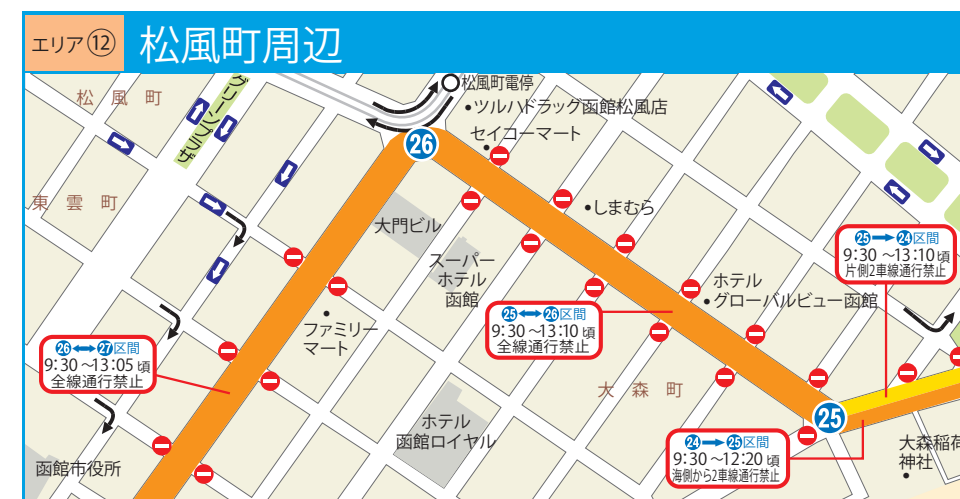 エリア⑫ 松風町周辺
松風町電停
グリーンプラザ
松風町
ツルハドラッグ函館松風店
セイコーマート
26
東雲町
しまむら
大門ビル
25→24区間
9:30～13:10頃
片側2車線通行禁止
スーパー
ホテル
函館
ホテル
グローバルビュー函館
25↔26区間
9:30～13:10頃
全線通行禁止
ファミリー
マート
26↔27区間
9:30～13:05頃
全線通行禁止
大森町
25
ホテル
函館ロイヤル
24→25区間
9:30～12:20頃
海側から2車線通行禁止
大森稲荷
神社
函館市役所